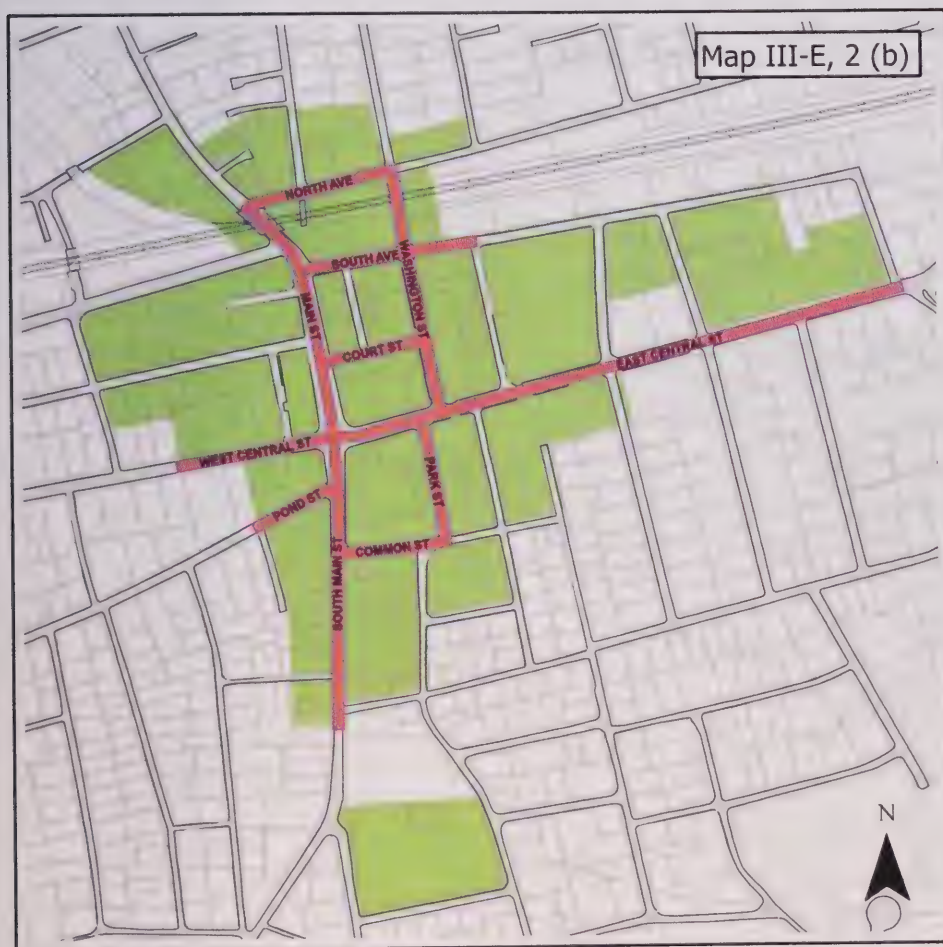 Map III-E, 2 (b)
NORTH AVE
SOUTH AVE
WASHINGTON ST
MAIN ST
COURT ST
EAST CENTRAL ST
WEST CENTRAL ST
PARK ST
POND ST
COMMON ST
SOUTH MAIN ST
N